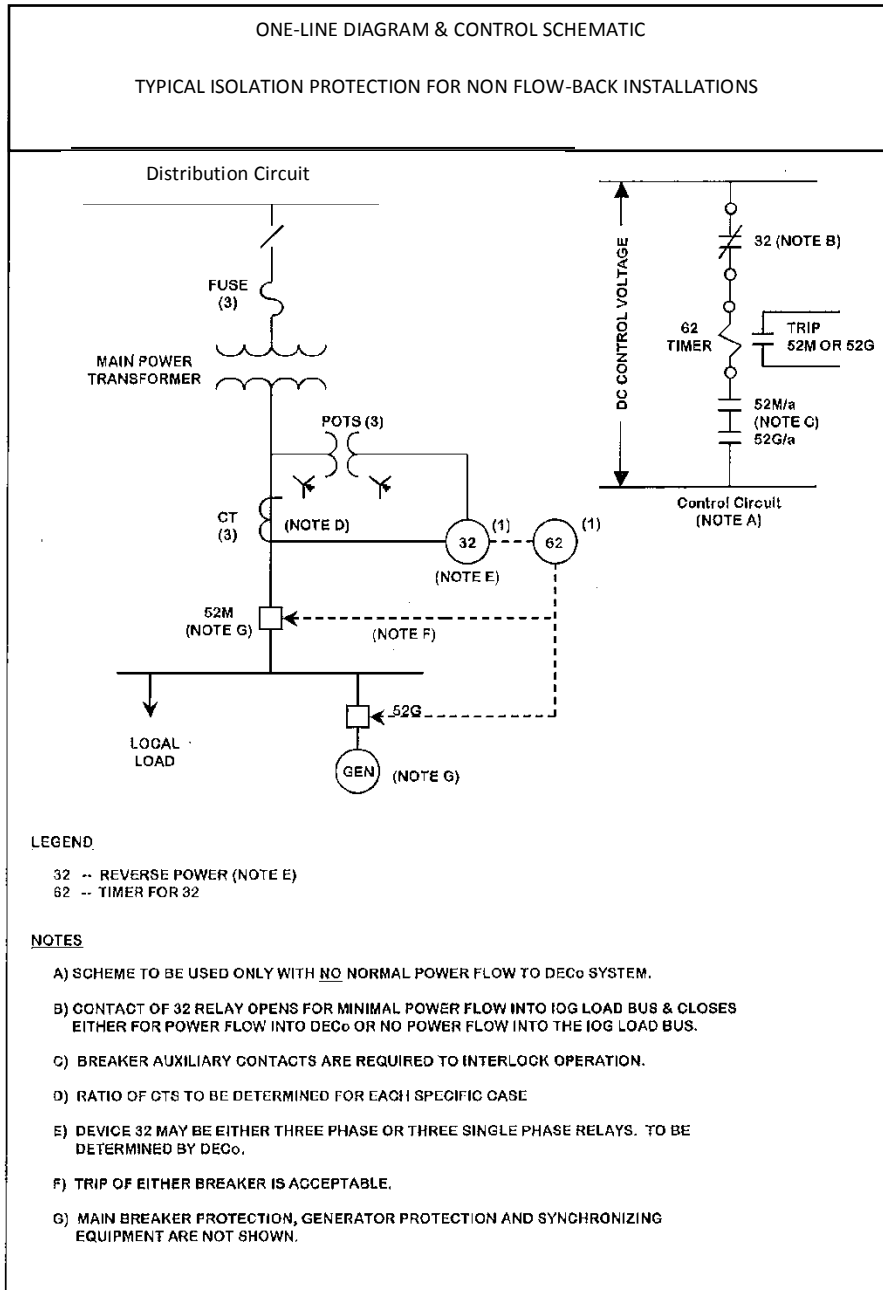 ONE-LINE DIAGRAM & CONTROL SCHEMATIC
TYPICAL ISOLATION PROTECTION FOR NON FLOW-BACK INSTALLATIONS
Distribution Circuit
FUSE
(3)
MAIN POWER
TRANSFORMER
POTS (3)
CT
(3)
(NOTE D)
32
(1)
62
(1)
(NOTE E)
52M
(NOTE G)
(NOTE F)
52G
LOCAL
LOAD
GEN
(NOTE G)
DC CONTROL VOLTAGE
32 (NOTE B)
62
TIMER
TRIP
52M OR 52G
52M/a
(NOTE C)
52G/a
Control Circuit
(NOTE A)
LEGEND
32 -- REVERSE POWER (NOTE E)
62 -- TIMER FOR 32
NOTES
A) SCHEME TO BE USED ONLY WITH NO NORMAL POWER FLOW TO DECo SYSTEM.
B) CONTACT OF 32 RELAY OPENS FOR MINIMAL POWER FLOW INTO IOG LOAD BUS & CLOSES
EITHER FOR POWER FLOW INTO DECo OR NO POWER FLOW INTO THE IOG LOAD BUS.
C) BREAKER AUXILIARY CONTACTS ARE REQUIRED TO INTERLOCK OPERATION.
D) RATIO OF CTS TO BE DETERMINED FOR EACH SPECIFIC CASE
E) DEVICE 32 MAY BE EITHER THREE PHASE OR THREE SINGLE PHASE RELAYS. TO BE
DETERMINED BY DECo.
F) TRIP OF EITHER BREAKER IS ACCEPTABLE.
G) MAIN BREAKER PROTECTION, GENERATOR PROTECTION AND SYNCHRONIZING
EQUIPMENT ARE NOT SHOWN.